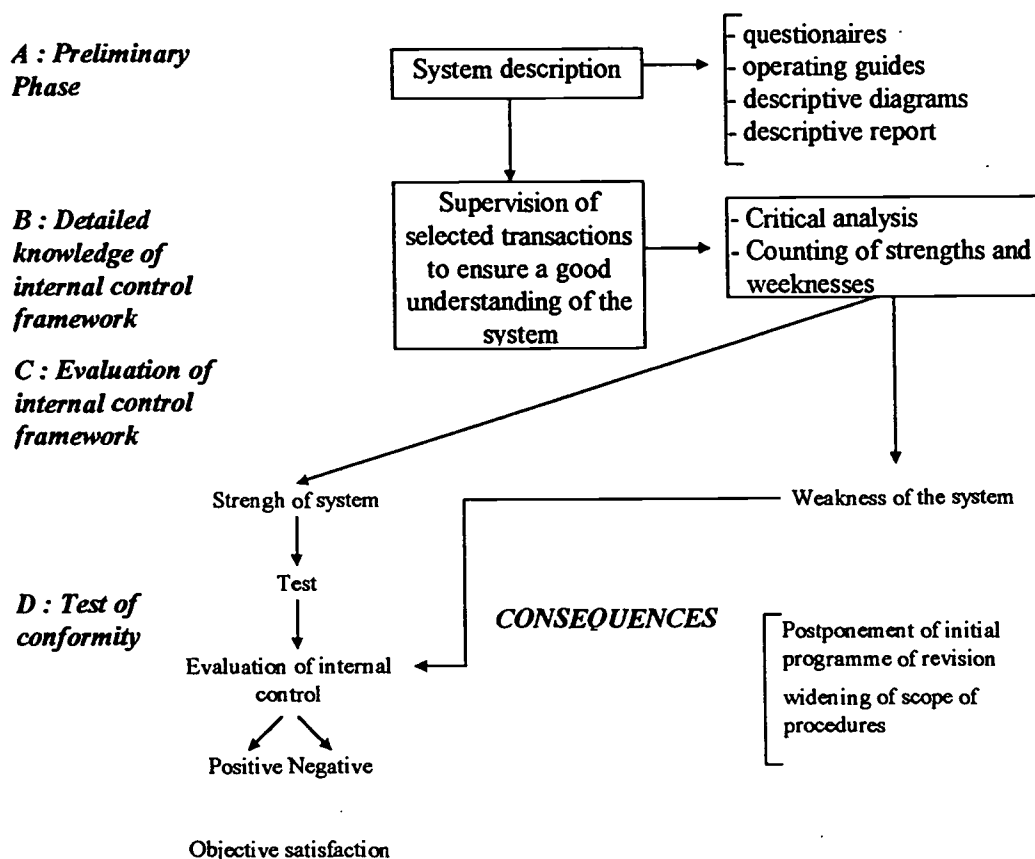 A : Preliminary
Phase
System description
- questionaires
- operating guides
- descriptive diagrams
- descriptive report
B : Detailed
knowledge of
internal control
framework
Supervision of
selected transactions
to ensure a good
understanding of the
system
- Critical analysis
- Counting of strengths and
weeknesses
C : Evaluation of
internal control
framework
Strengh of system
Weakness of the system
Test
D : Test of
conformity
CONSEQUENCES
Evaluation of internal
control
Postponement of initial
programme of revision
widening of scope of
procedures
Positive Negative
Objective satisfaction